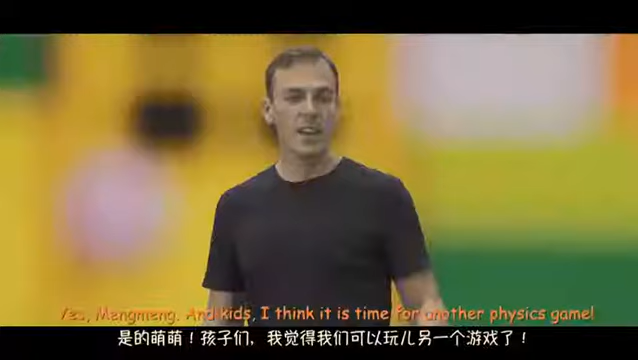 Yes, Mengmeng. And kids, I think it is time for another physics game!
是的萌萌！孩子们，我觉得我们可以玩儿另一个游戏了！